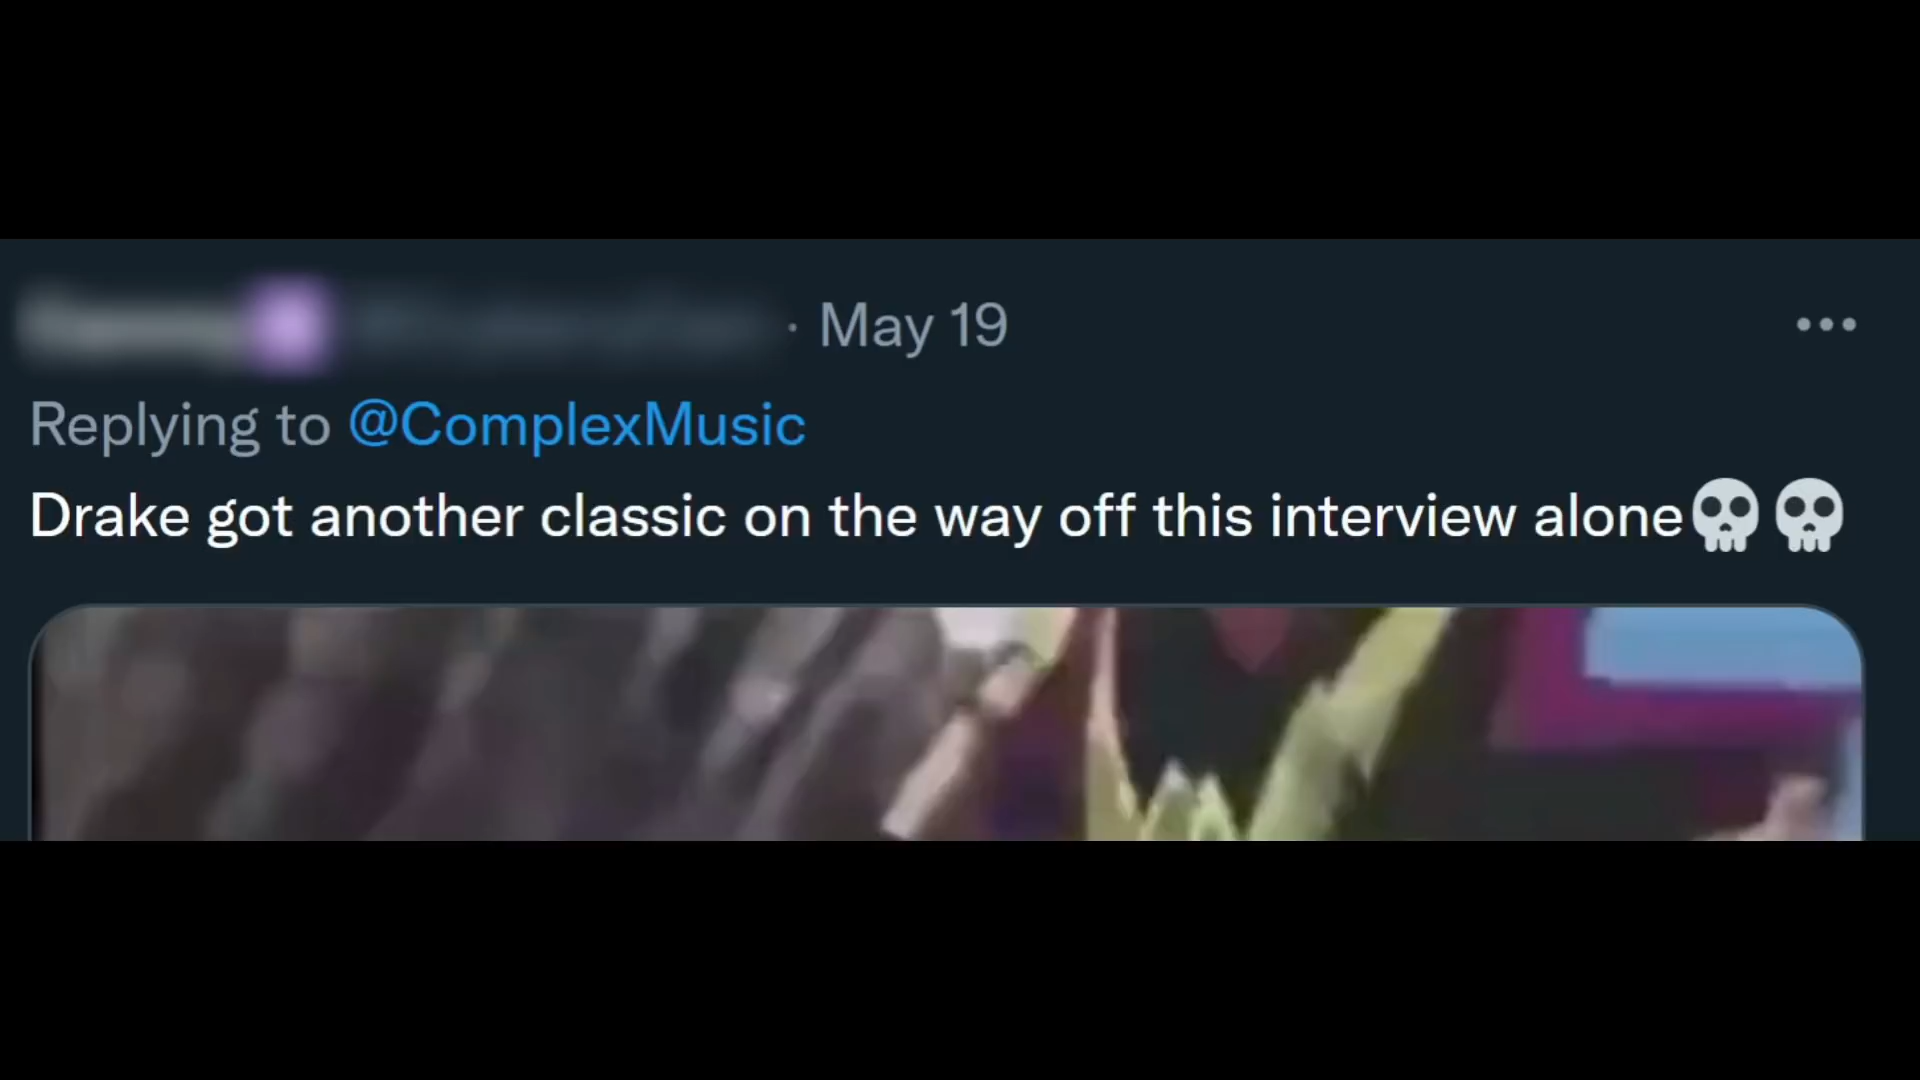 · May 19
Replying to @ComplexMusic
Drake got another classic on the way off this interview alone💀💀